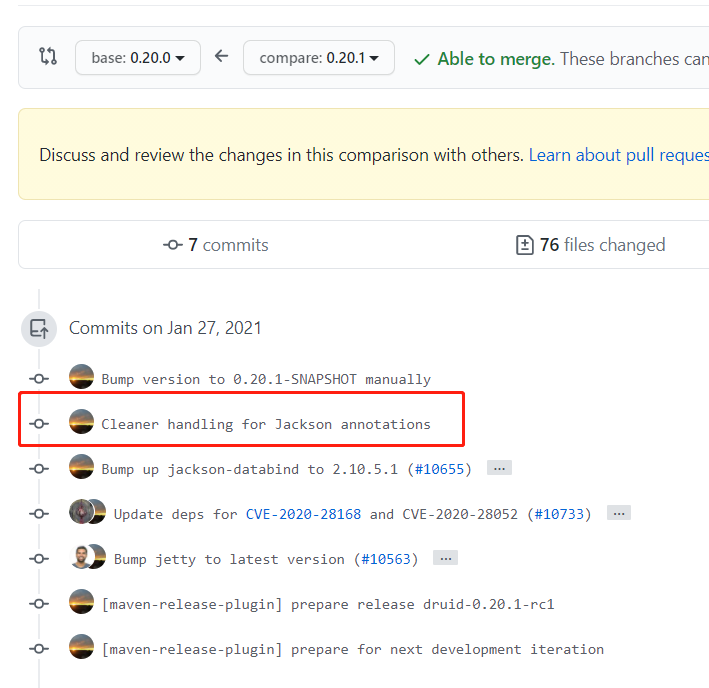 base: 0.20.0 compare: 0.20.1 Able to merge. These branches can
Discuss and review the changes in this comparison with others. Learn about pull reques
7 commits 76 files changed
Commits on Jan 27, 2021
Bump version to 0.20.1-SNAPSHOT manually
Cleaner handling for Jackson annotations
Bump up jackson-databind to 2.10.5.1 (#10655) ...
Update deps for CVE-2020-28168 and CVE-2020-28052 (#10733) ...
Bump jetty to latest version (#10563) ...
[maven-release-plugin] prepare release druid-0.20.1-rc1
[maven-release-plugin] prepare for next development iteration